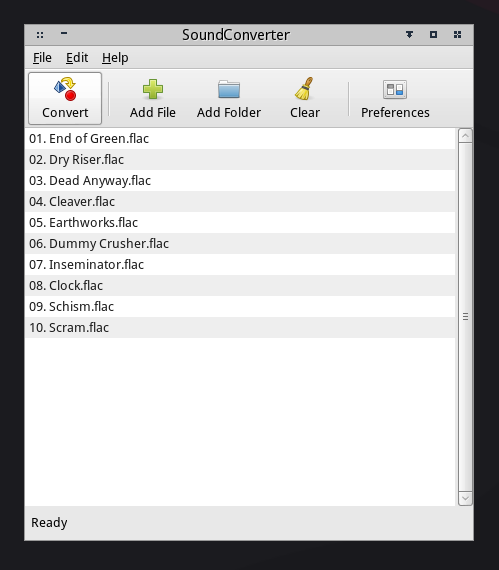 SoundConverter
File Edit Help
Convert Add File Add Folder Clear Preferences
01. End of Green.flac
02. Dry Riser.flac
03. Dead Anyway.flac
04. Cleaver.flac
05. Earthworks.flac
06. Dummy Crusher.flac
07. Inseminator.flac
08. Clock.flac
09. Schism.flac
10. Scram.flac
Ready